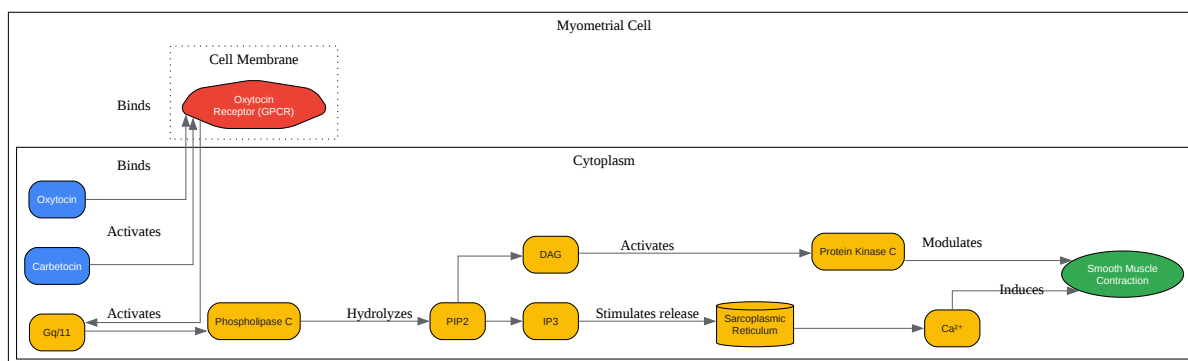 Myometrial Cell
Cell Membrane
Oxytocin
Receptor (GPCR)
Binds
Cytoplasm
Binds
Oxytocin
Activates
Carbetocin
DAG
Activates
Protein Kinase C
Modulates
Smooth Muscle
Contraction
Gq/11
Activates
Phospholipase C
Hydrolyzes
PIP2
IP3
Stimulates release
Sarcoplasmic
Reticulum
Ca²⁺
Induces